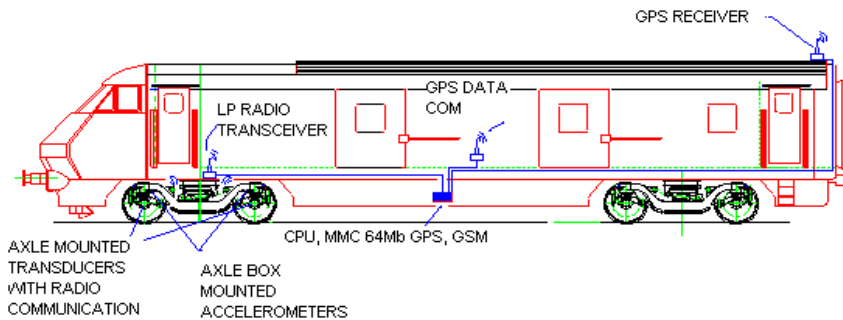 GPS RECEIVER
GPS DATA
COM
LP RADIO
TRANSCEIVER
CPU, MMC 64Mb GPS, GSM
AXLE MOUNTED
TRANSDUCERS
WITH RADIO
COMMUNICATION
AXLE BOX
MOUNTED
ACCELEROMETERS